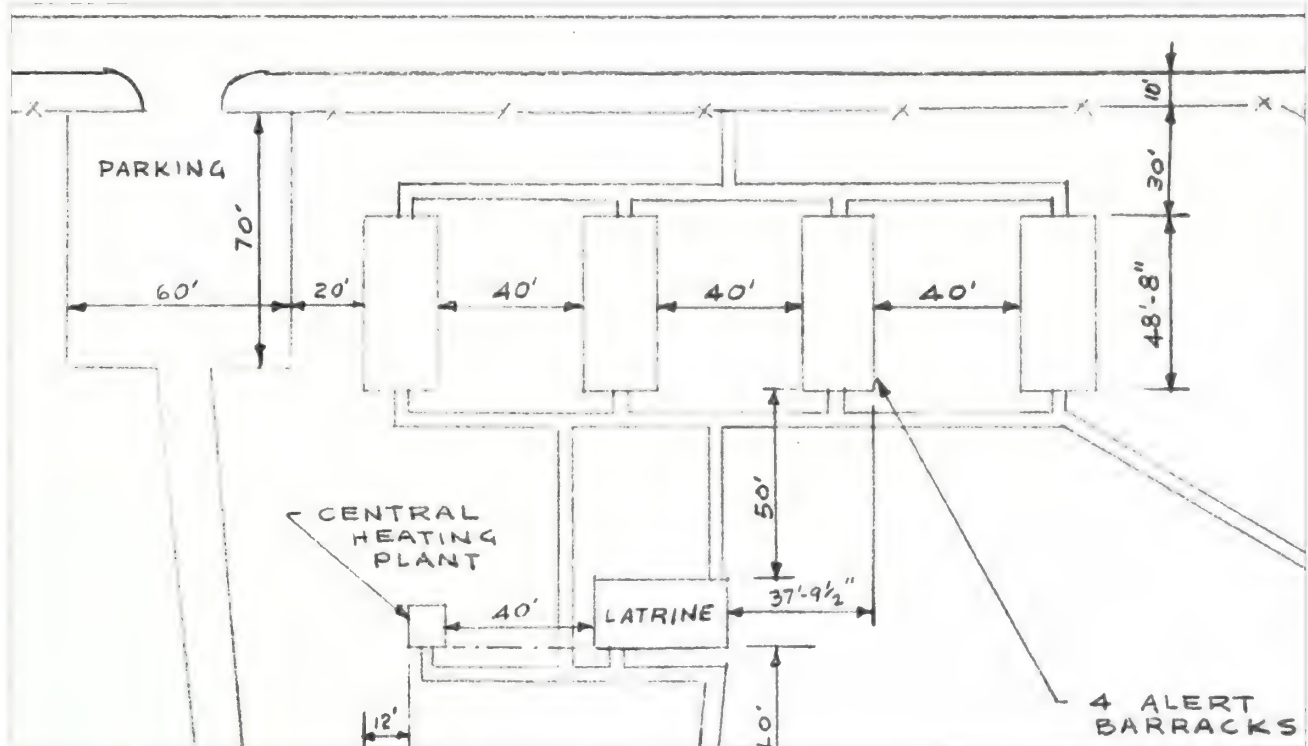 10'
PARKING
30'
70'
60'
20'
40'
40'
40'
48'-8"
CENTRAL
HEATING
PLANT
50'
40'
LATRINE
37'-9½"
12'
4 ALERT
BARRACKS